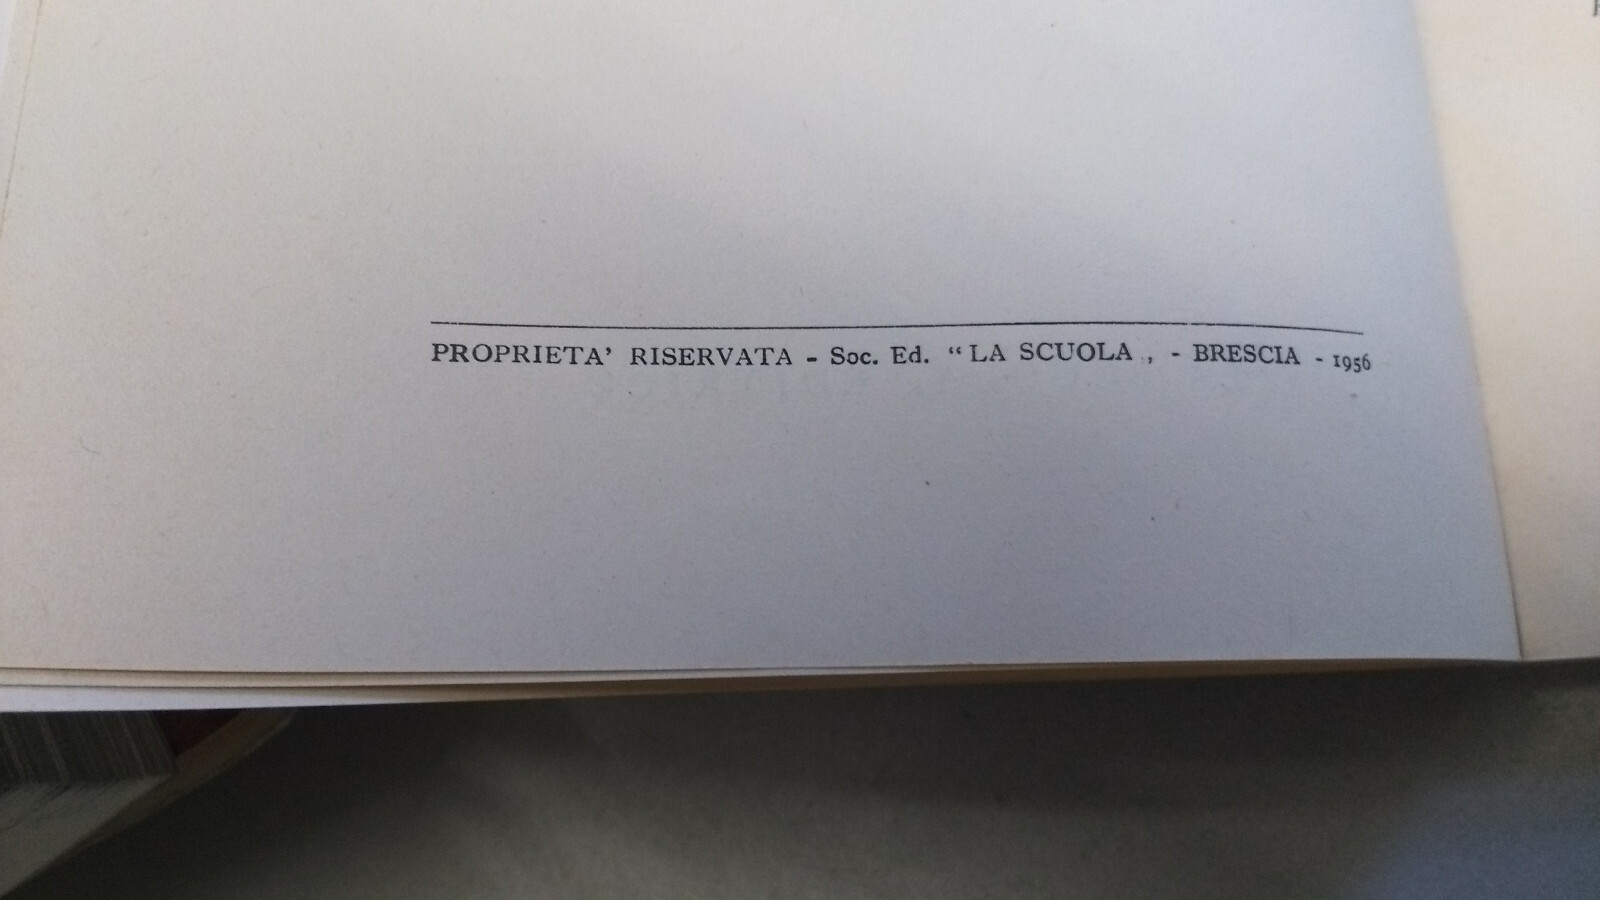 PROPRIETA’ RISERVATA - Soc. Ed. “LA SCUOLA„ - BRESCIA - 1956